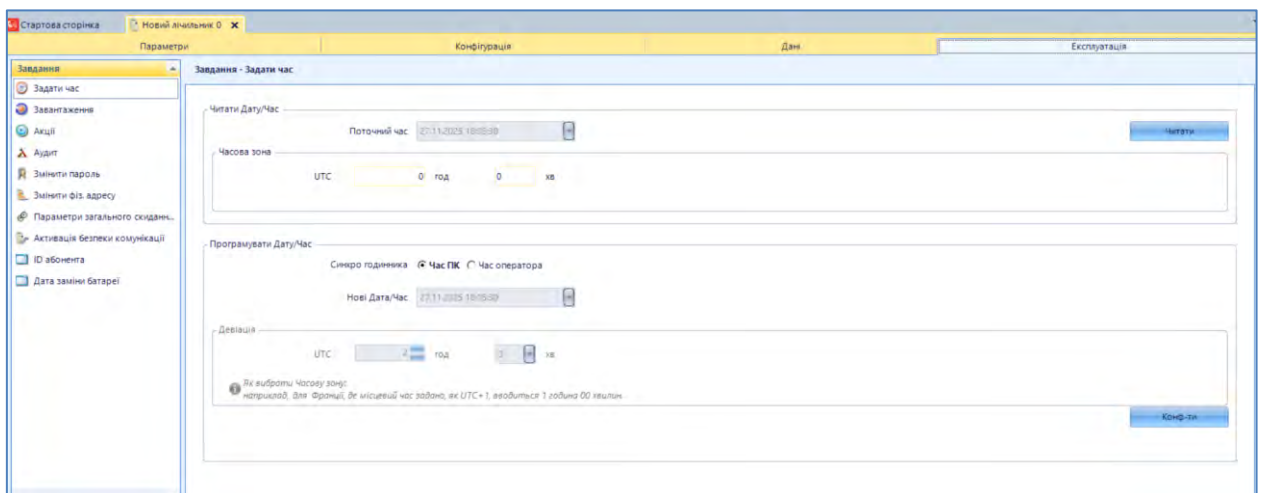 Стартова сторінка
Новий лічильник 0
Параметри
Конфігурація
Дані
Експлуатація
Завдання
Задати час
Завантаження
Акції
Аудит
Змінити пароль
Змінити фіз. адресу
Параметри загального скиданн...
Активація безпеки комунікації
ID абонента
Дата заміни батареї
Завдання - Задати час
Читати Дату/Час
Поточний час 27-11-2025 10:05:30
Читати
Часова зона
UTC 0 год 0 хв
Програмувати Дату/Час
Синхро годинника Час ПК Час оператора
Нові Дата/Час 27-11-2025 10:05:30
Девіація
UTC 2 год хв
Як вибрати Часову зону:
наприклад, для Франції, де місцевий час задано, як UTC+1, вводиться 1 година 00 хвилин
Конф-ти